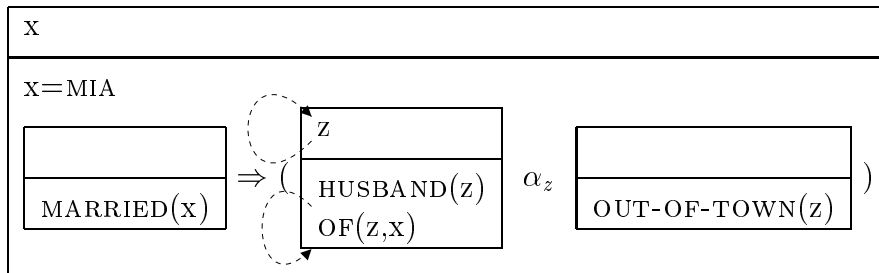 x
x=MIA
z
⇒ ( α_z )
MARRIED(x) HUSBAND(z) OUT-OF-TOWN(z)
OF(z,x)